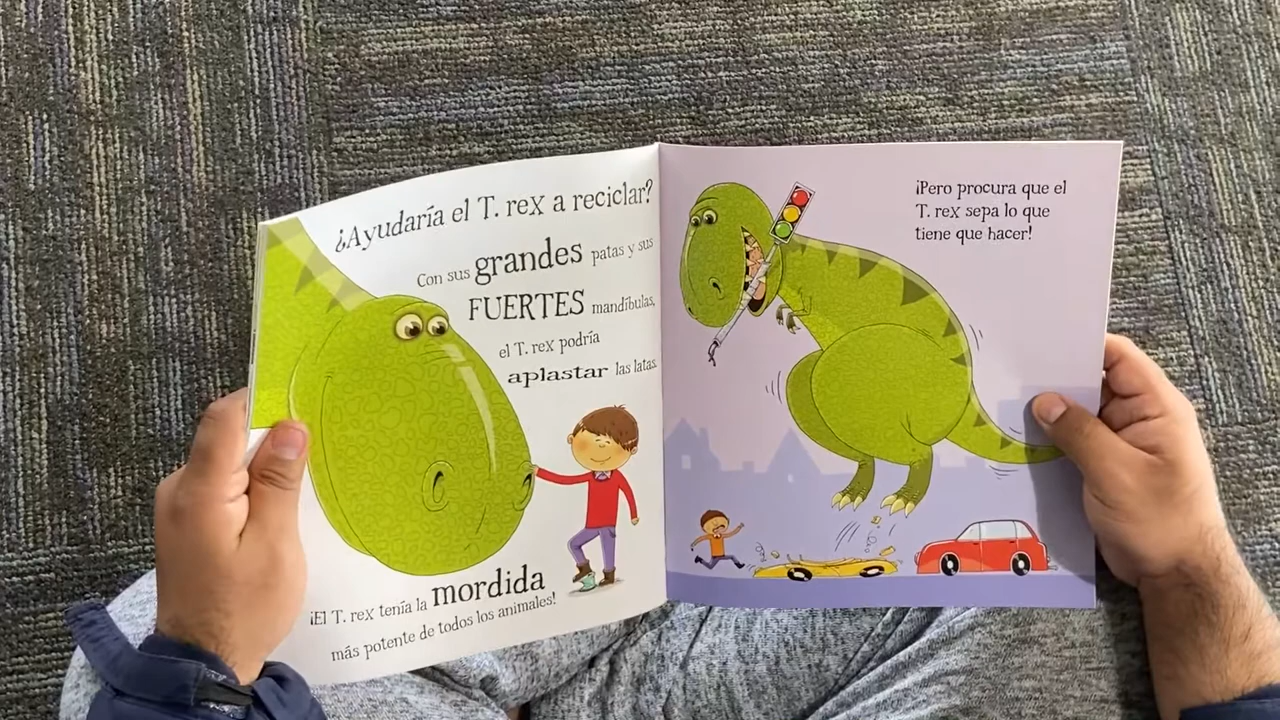 ¿Ayudaría el T. rex a reciclar?
Con sus grandes patas y sus
FUERTES mandíbulas,
el T. rex podría
aplastar las latas.
¡El T. rex tenía la mordida
más potente de todos los animales!
¡Pero procura que el
T. rex sepa lo que
tiene que hacer!